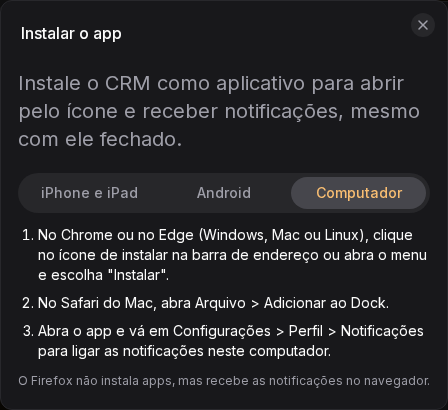 Instalar o app
Instale o CRM como aplicativo para abrir
pelo ícone e receber notificações, mesmo
com ele fechado.
iPhone e iPad
Android
Computador
1. No Chrome ou no Edge (Windows, Mac ou Linux), clique
no ícone de instalar na barra de endereço ou abra o menu
e escolha "Instalar".
2. No Safari do Mac, abra Arquivo > Adicionar ao Dock.
3. Abra o app e vá em Configurações > Perfil > Notificações
para ligar as notificações neste computador.
O Firefox não instala apps, mas recebe as notificações no navegador.